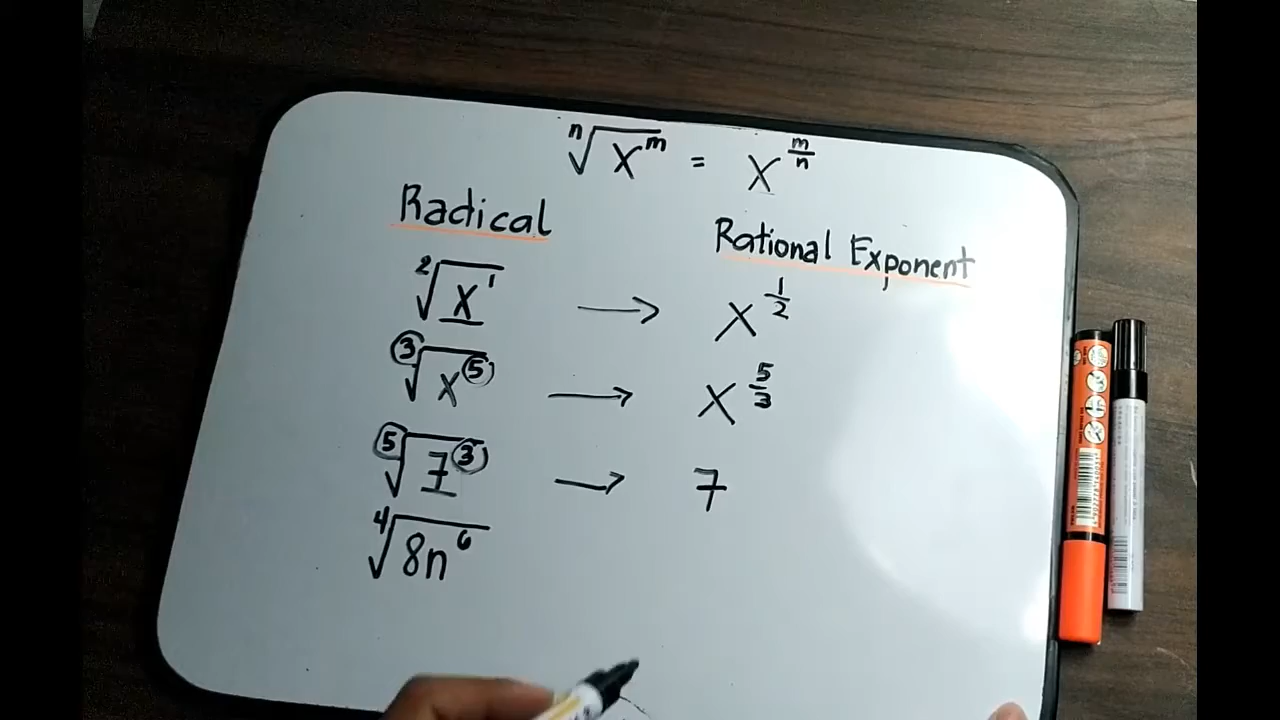 ⁿ√xᵐ = x^(m/n)
Radical
Rational Exponent
²√x¹ → x^(1/2)
³√x⁵ → x^(5/3)
⁵√7³ → 7
⁴√8n⁶